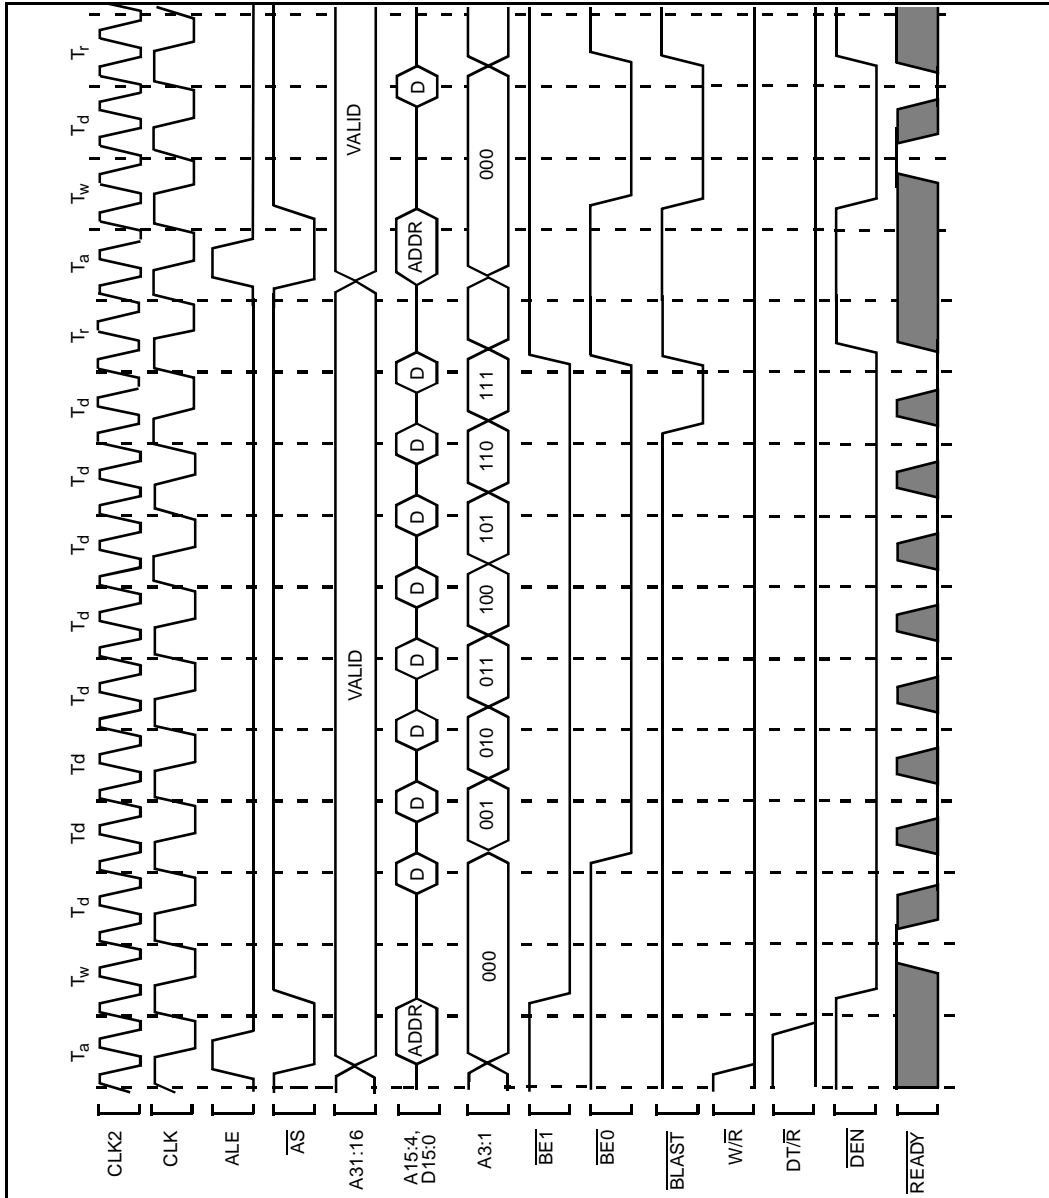 Ta Tw Td Td Td Td Td Td Td Td Tr Ta Tw Td Tr
CLK2
CLK
ALE
AS
A31:16 VALID VALID
A15:4,
D15:0 ADDR D D D D D D D D ADDR D
A3:1 000 001 010 011 100 101 110 111 000
BE1
BE0
BLAST
W/R
DT/R
DEN
READY